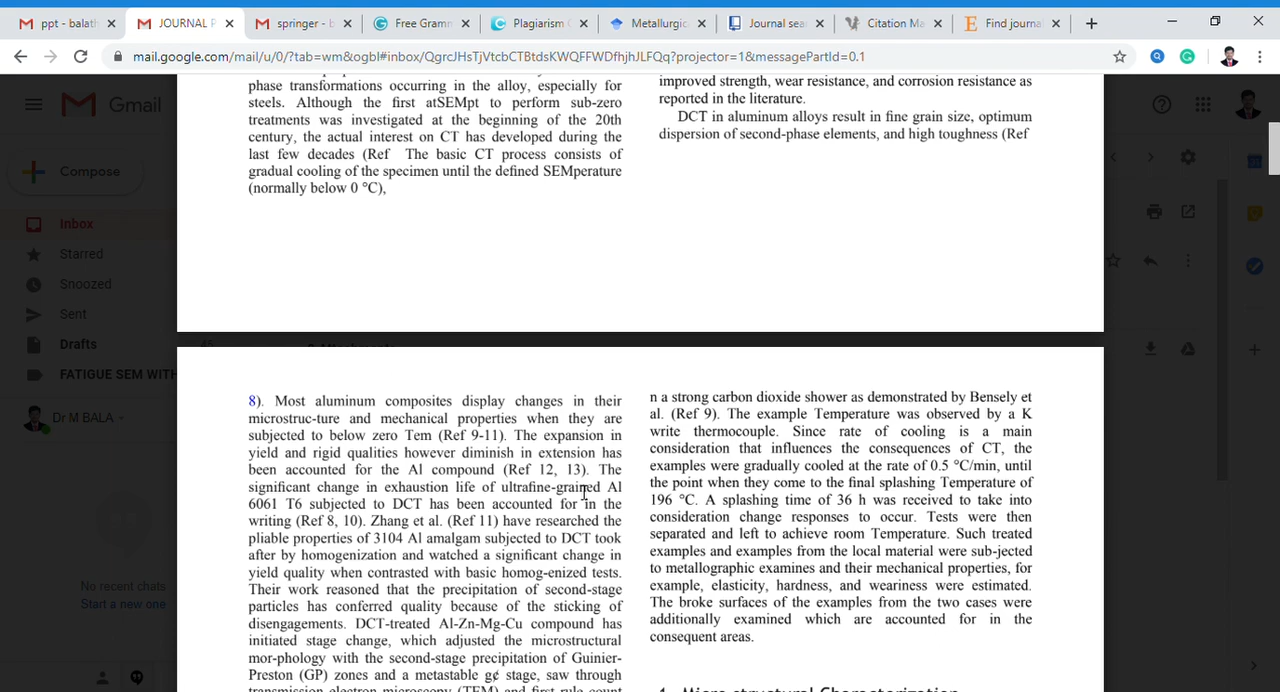 ppt - balat
JOURNAL P
springer - b
Free Gramm
Plagiarism
Metallurgic
Journal sea
Citation Ma
Find journa
mail.google.com/mail/u/0/?tab=wm&ogbl#inbox/QgrcJHsTjVtcbCTBtdsKWQFFWDfhjhJLFQq?projector=1&messagePartId=0.1
Gmail
Compose
Inbox
Starred
Snoozed
Sent
Drafts
FATIGUE SEM WITH
Dr M BALA
No recent chats
Start a new one
phase transformations occurring in the alloy, especially for
steels. Although the first atSEMpt to perform sub-zero
treatments was investigated at the beginning of the 20th
century, the actual interest on CT has developed during the
last few decades (Ref The basic CT process consists of
gradual cooling of the specimen until the defined SEMperature
(normally below 0 °C),
improved strength, wear resistance, and corrosion resistance as
reported in the literature.
DCT in aluminum alloys result in fine grain size, optimum
dispersion of second-phase elements, and high toughness (Ref
8). Most aluminum composites display changes in their
microstruc-ture and mechanical properties when they are
subjected to below zero Tem (Ref 9-11). The expansion in
yield and rigid qualities however diminish in extension has
been accounted for the Al compound (Ref 12, 13). The
significant change in exhaustion life of ultrafine-grained Al
6061 T6 subjected to DCT has been accounted for in the
writing (Ref 8, 10). Zhang et al. (Ref 11) have researched the
pliable properties of 3104 Al amalgam subjected to DCT took
after by homogenization and watched a significant change in
yield quality when contrasted with basic homog-enized tests.
Their work reasoned that the precipitation of second-stage
particles has conferred quality because of the sticking of
disengagements. DCT-treated Al-Zn-Mg-Cu compound has
initiated stage change, which adjusted the microstructural
mor-phology with the second-stage precipitation of Guinier-
Preston (GP) zones and a metastable g¢ stage, saw through
transmission electron microscopy (TEM) and first rule count
n a strong carbon dioxide shower as demonstrated by Bensely et
al. (Ref 9). The example Temperature was observed by a K
write thermocouple. Since rate of cooling is a main
consideration that influences the consequences of CT, the
examples were gradually cooled at the rate of 0.5 °C/min, until
the point when they come to the final splashing Temperature of
196 °C. A splashing time of 36 h was received to take into
consideration change responses to occur. Tests were then
separated and left to achieve room Temperature. Such treated
examples and examples from the local material were sub-jected
to metallographic examines and their mechanical properties, for
example, elasticity, hardness, and weariness were estimated.
The broke surfaces of the examples from the two cases were
additionally examined which are accounted for in the
consequent areas.